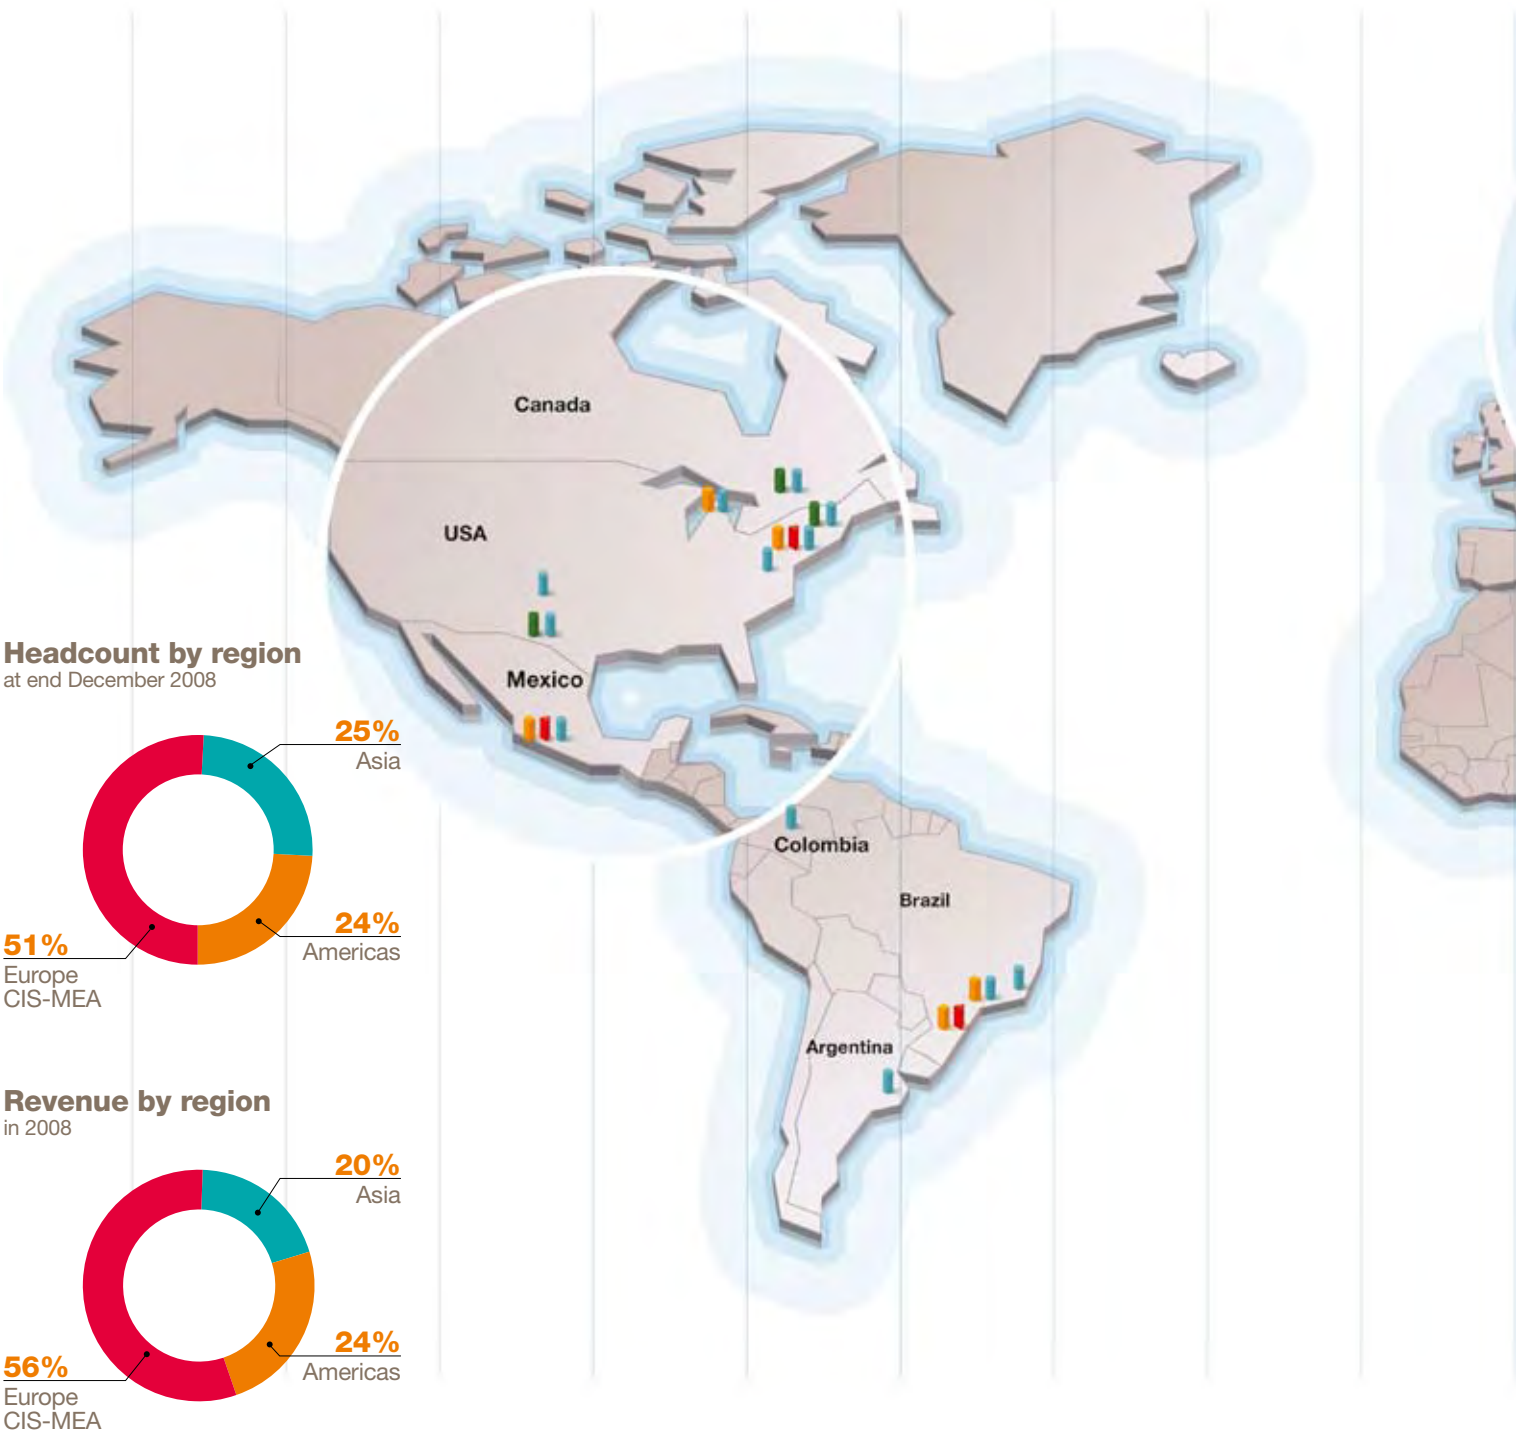 Canada
USA
Mexico
Colombia
Brazil
Argentina
Headcount by region
at end December 2008
25%
Asia
24%
Americas
51%
Europe
CIS-MEA
Revenue by region
in 2008
20%
Asia
24%
Americas
56%
Europe
CIS-MEA